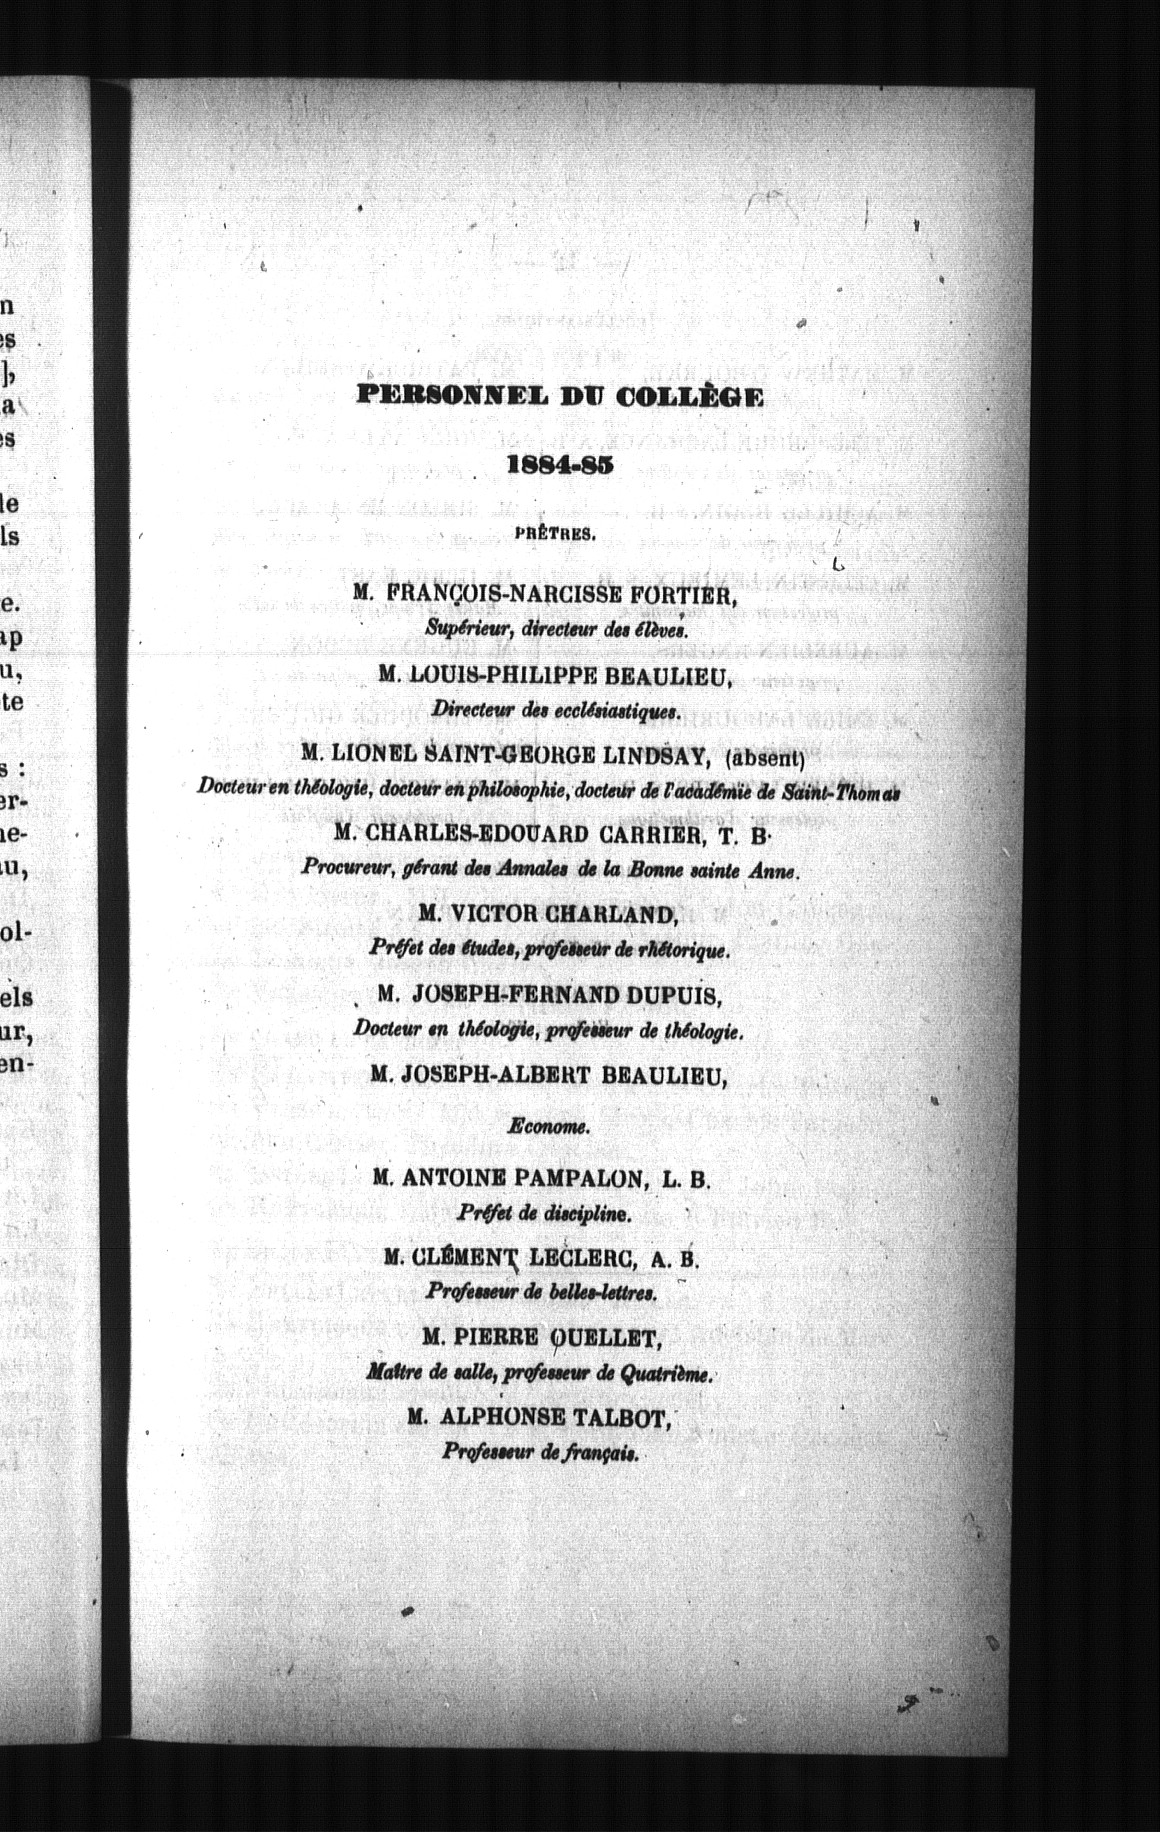 PERSONNEL DU COLLÈGE
1884-85
PRÊTRES.
M. FRANÇOIS-NARCISSE FORTIER,
Supérieur, directeur des élèves.
M. LOUIS-PHILIPPE BEAULIEU,
Directeur des ecclésiastiques.
M. LIONEL SAINT-GEORGE LINDSAY, (absent)
Docteur en théologie, docteur en philosophie, docteur de l'académie de Saint-Thomas
M. CHARLES-EDOUARD CARRIER, T. B.
Procureur, gérant des Annales de la Bonne sainte Anne.
M. VICTOR CHARLAND,
Préfet des études, professeur de rhétorique.
M. JOSEPH-FERNAND DUPUIS,
Docteur en théologie, professeur de théologie.
M. JOSEPH-ALBERT BEAULIEU,
Econome.
M. ANTOINE PAMPALON, L. B.
Préfet de discipline.
M. CLÉMENT LECLERC, A. B.
Professeur de belles-lettres.
M. PIERRE OUELLET,
Maître de salle, professeur de Quatrième.
M. ALPHONSE TALBOT,
Professeur de français.